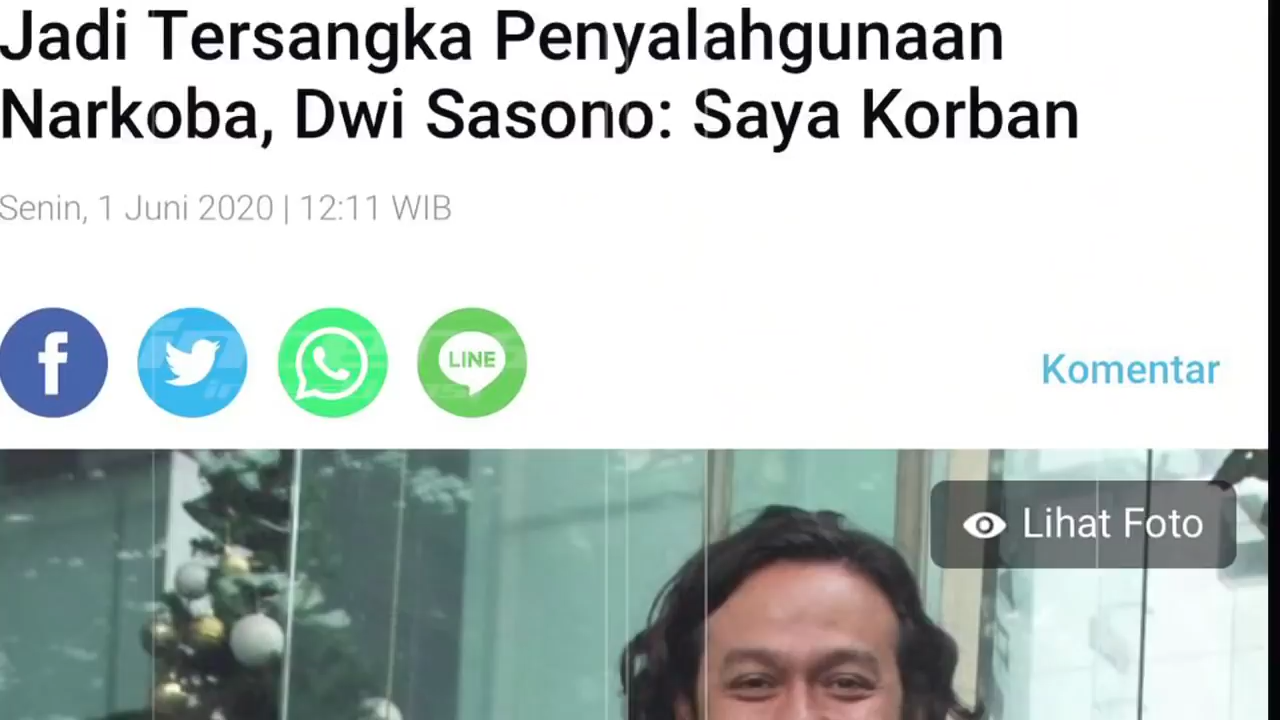 Jadi Tersangka Penyalahgunaan
Narkoba, Dwi Sasono: Saya Korban
Senin, 1 Juni 2020 | 12:11 WIB
LINE
Komentar
Lihat Foto